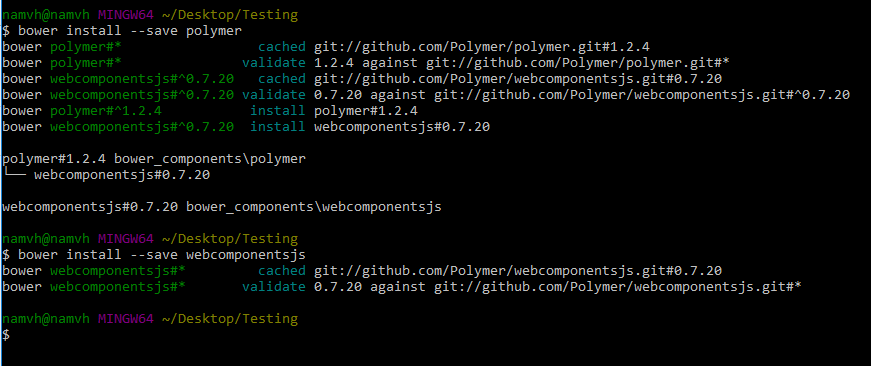 namvh@namvh MINGW64 ~/Desktop/Testing
$ bower install --save polymer
bower polymer#*                 cached git://github.com/Polymer/polymer.git#1.2.4
bower polymer#*               validate 1.2.4 against git://github.com/Polymer/polymer.git#*
bower webcomponentsjs#^0.7.20   cached git://github.com/Polymer/webcomponentsjs.git#0.7.20
bower webcomponentsjs#^0.7.20 validate 0.7.20 against git://github.com/Polymer/webcomponentsjs.git#^0.7.20
bower polymer#^1.2.4           install polymer#1.2.4
bower webcomponentsjs#^0.7.20  install webcomponentsjs#0.7.20
polymer#1.2.4 bower_components\polymer
└── webcomponentsjs#0.7.20
webcomponentsjs#0.7.20 bower_components\webcomponentsjs
namvh@namvh MINGW64 ~/Desktop/Testing
$ bower install --save webcomponentsjs
bower webcomponentsjs#*         cached git://github.com/Polymer/webcomponentsjs.git#0.7.20
bower webcomponentsjs#*       validate 0.7.20 against git://github.com/Polymer/webcomponentsjs.git#*
namvh@namvh MINGW64 ~/Desktop/Testing
$